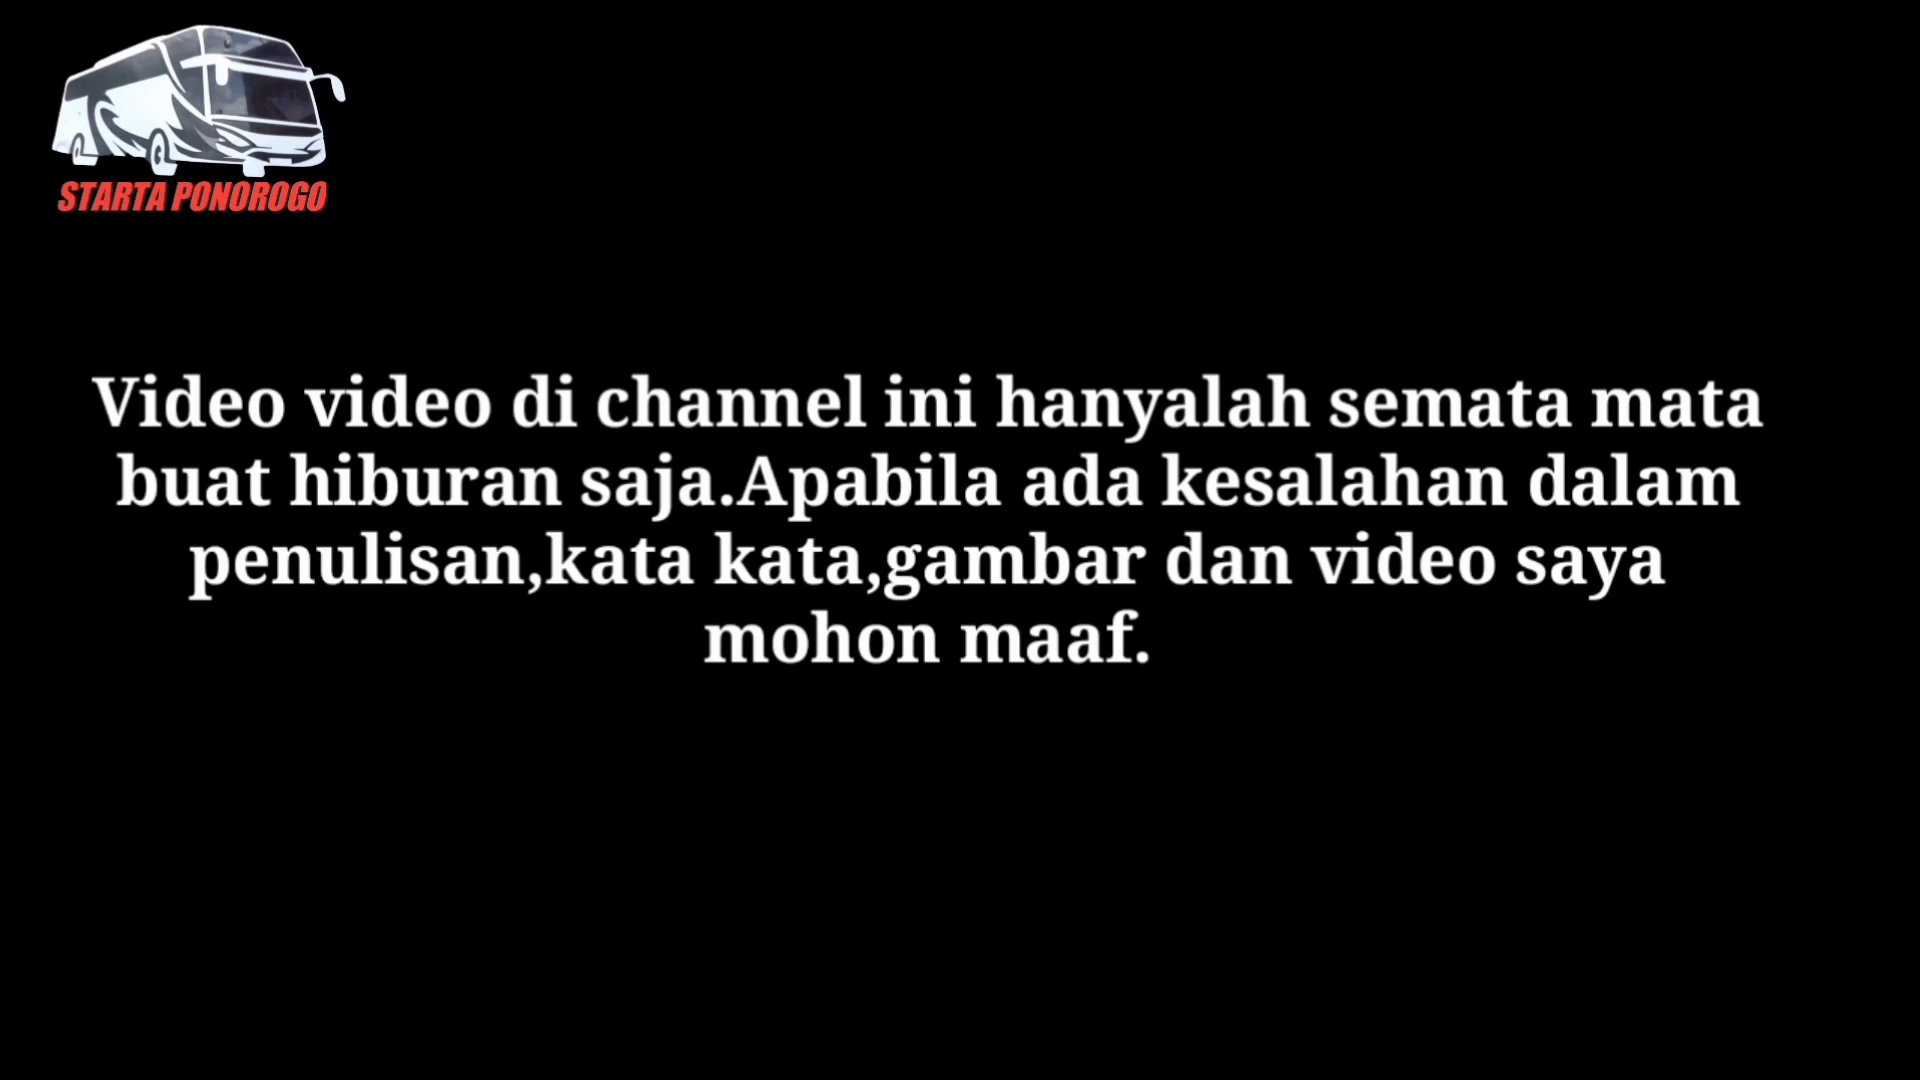 STARTA PONOROGO
Video video di channel ini hanyalah semata mata
buat hiburan saja.Apabila ada kesalahan dalam
penulisan,kata kata,gambar dan video saya
mohon maaf.